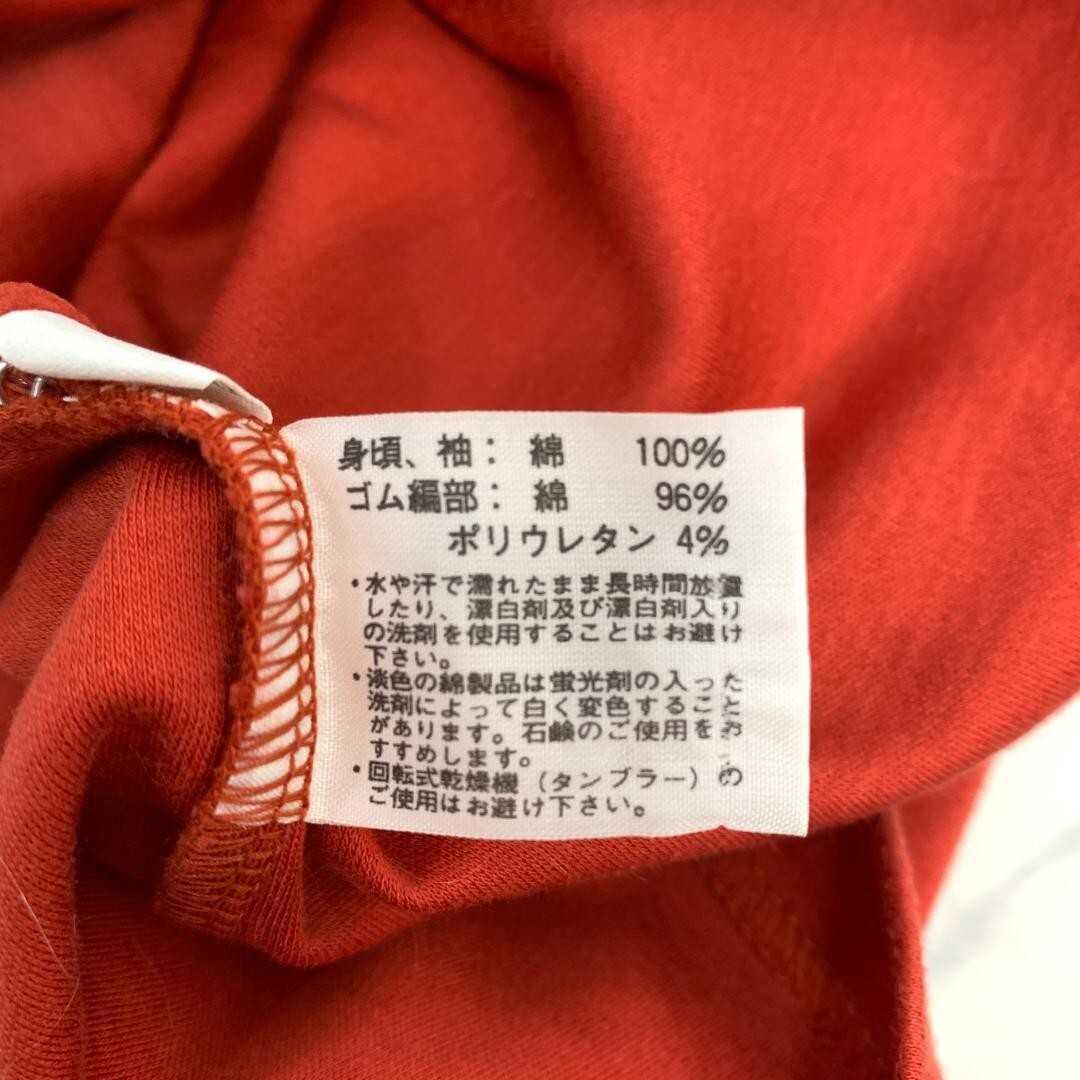 身頃、袖： 綿 100%
ゴム編部： 綿 96%
ポリウレタン 4%
・水や汗で濡れたまま長時間放置
したり、漂白剤及び漂白剤入り
の洗剤を使用することはお避け
下さい。
・淡色の綿製品は蛍光剤の入った
洗剤によって白く変色すること
があります。石鹸のご使用をお
すすめします。
・回転式乾燥機（タンブラー）の
ご使用はお避け下さい。